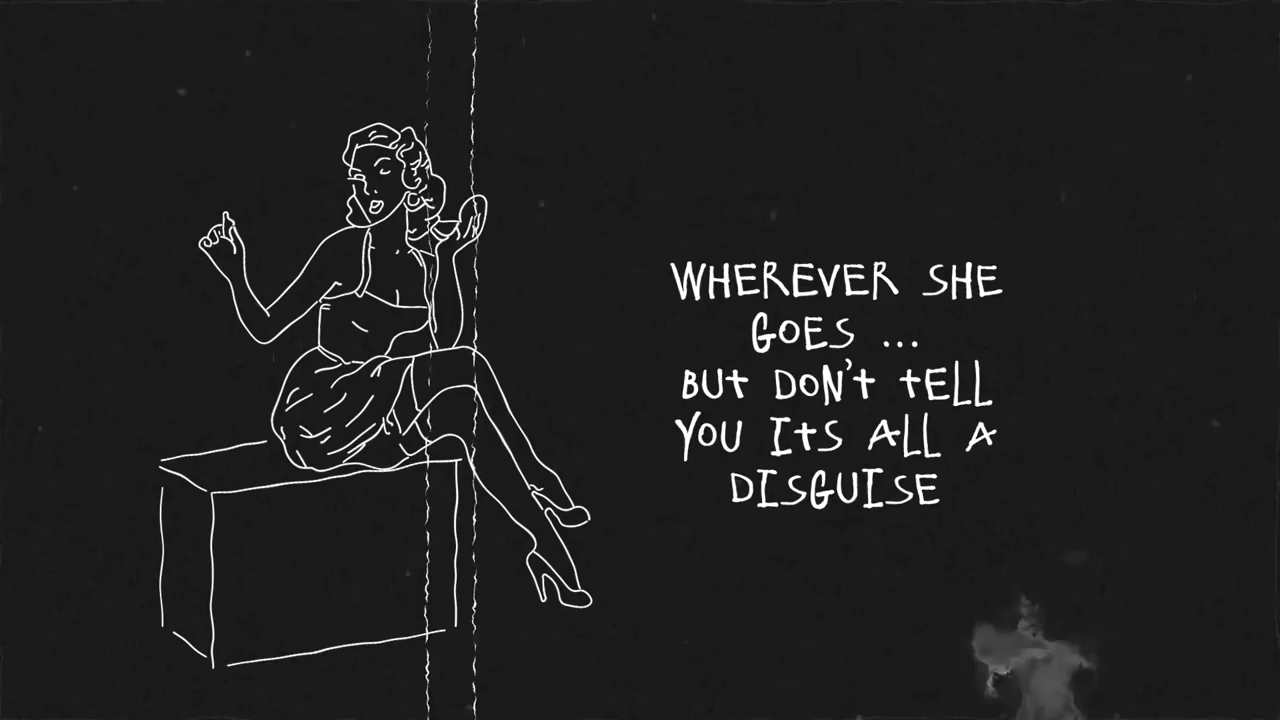 WHEREVER SHE
GOES ...
BUt DON't tELL
YOU ItS ALL A
DISGUISE